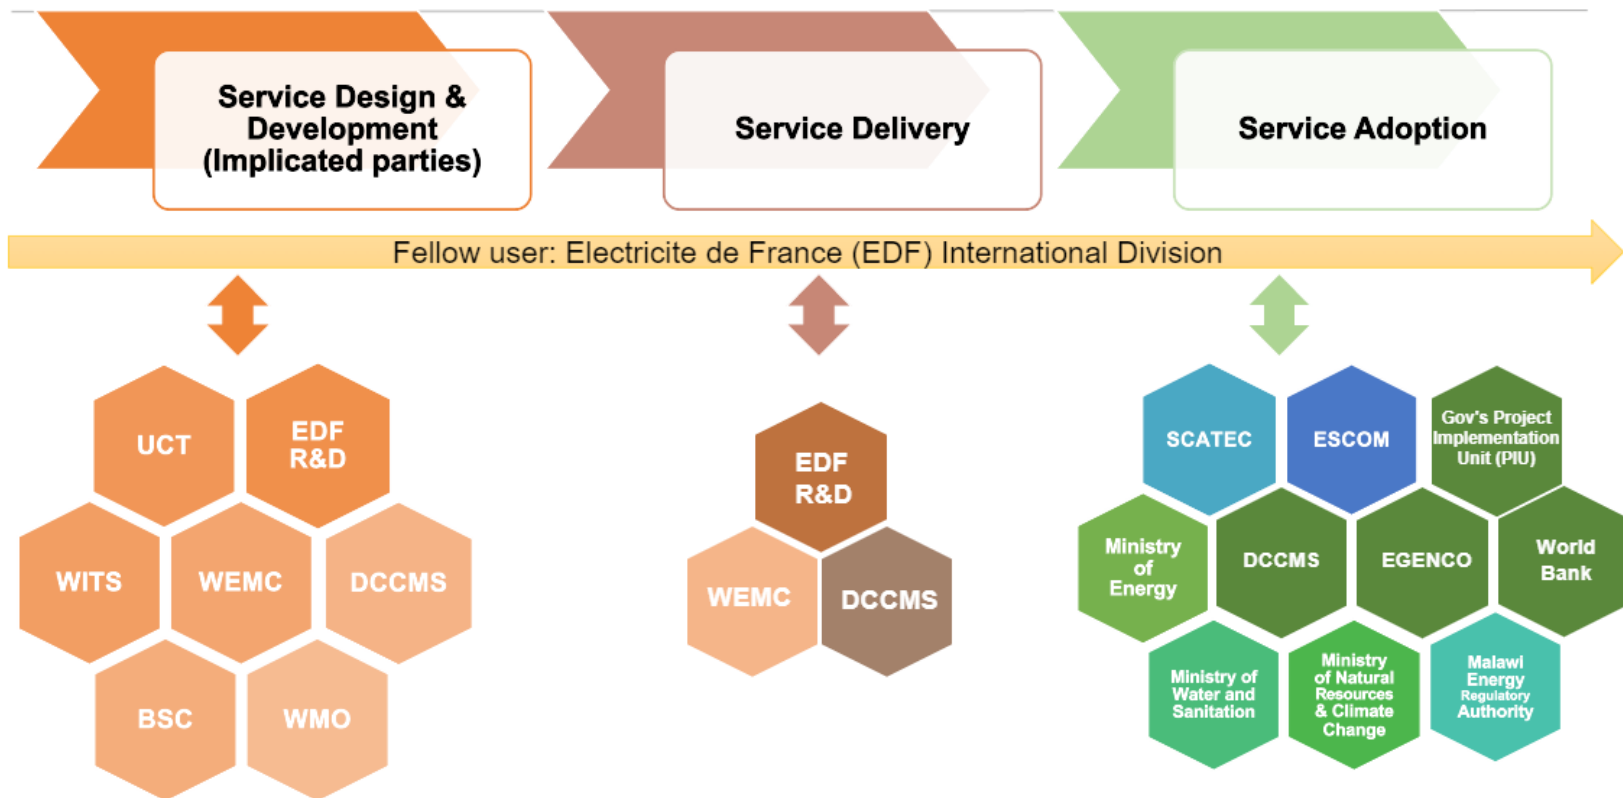 Service Design &
Development
(Implicated parties)
Service Delivery
Service Adoption
Fellow user: Electricite de France (EDF) International Division
UCT
EDF
R&D
WITS
WEMC
DCCMS
BSC
WMO
EDF
R&D
WEMC
DCCMS
SCATEC
ESCOM
Gov's Project
Implementation
Unit (PIU)
Ministry
of
Energy
DCCMS
EGENCO
World
Bank
Ministry of
Water and
Sanitation
Ministry
of Natural
Resources
& Climate
Change
Malawi
Energy
Regulatory
Authority